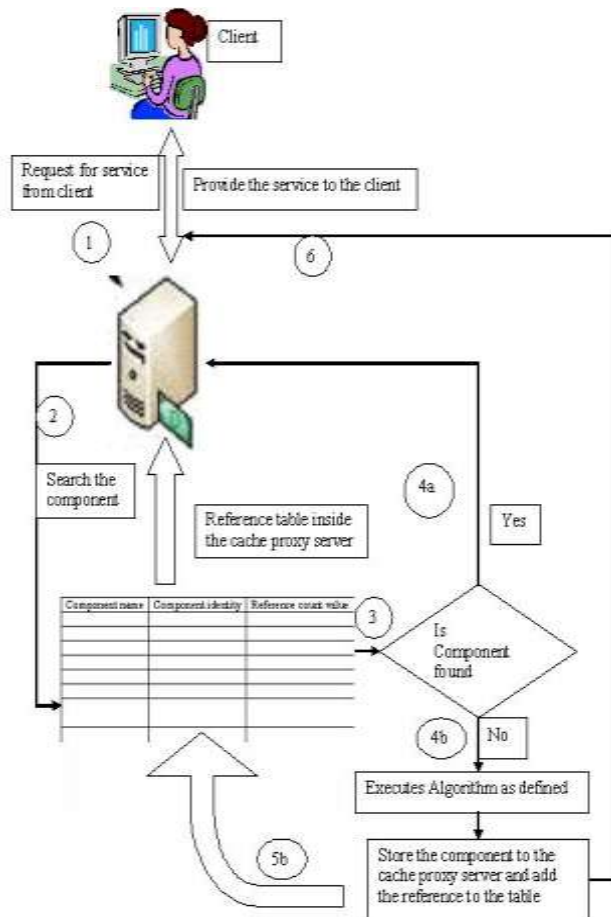 Client
Request for service
from client
Provide the service to the client
1
6
2
Search the
component
4a
Reference table inside
the cache proxy server
Yes
Component name Component identity Reference count value
3
Is
Component
found
4b
No
Executes Algorithm as defined
5b
Store the component to the
cache proxy server and add
the reference to the table